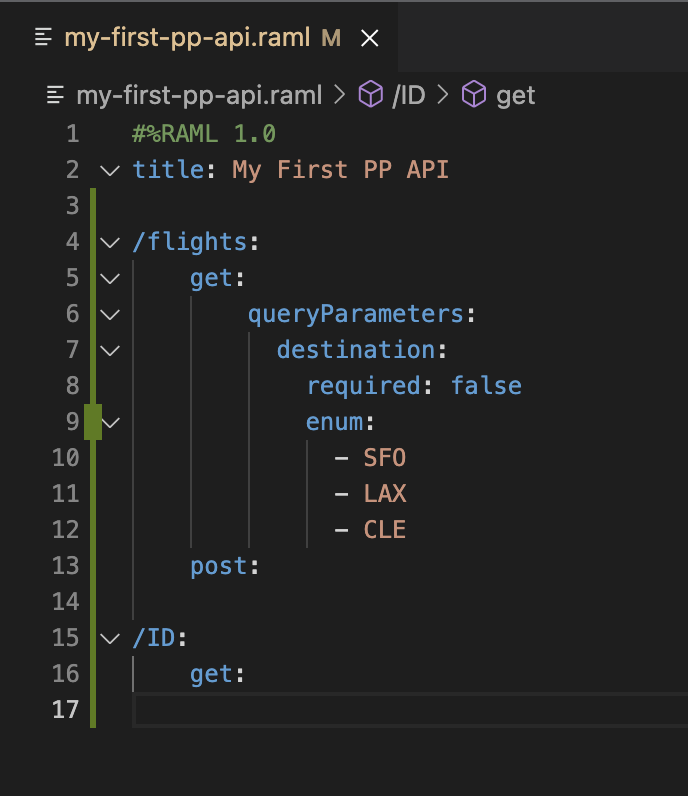 my-first-pp-api.raml M
my-first-pp-api.raml > /ID > get
1 #%RAML 1.0
2 title: My First PP API
3
4 /flights:
5     get:
6         queryParameters:
7           destination:
8             required: false
9             enum:
10               - SFO
11               - LAX
12               - CLE
13     post:
14
15 /ID:
16     get:
17